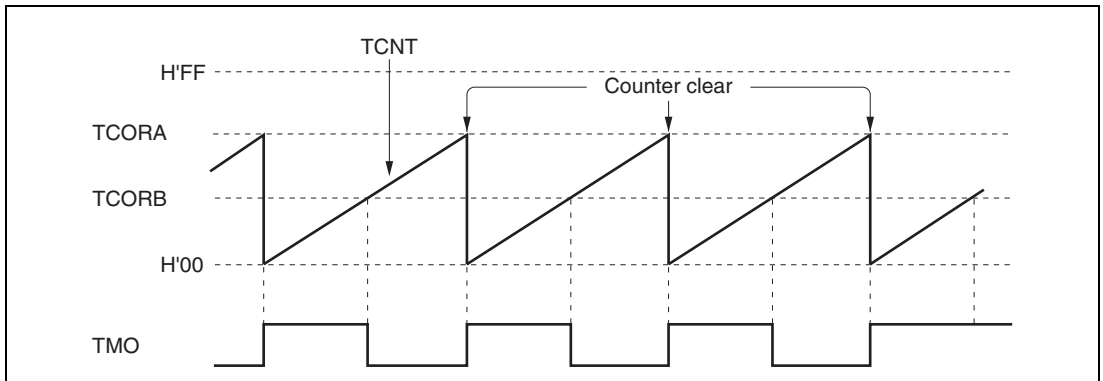 TCNT
H'FF
Counter clear
TCORA
TCORB
H'00
TMO